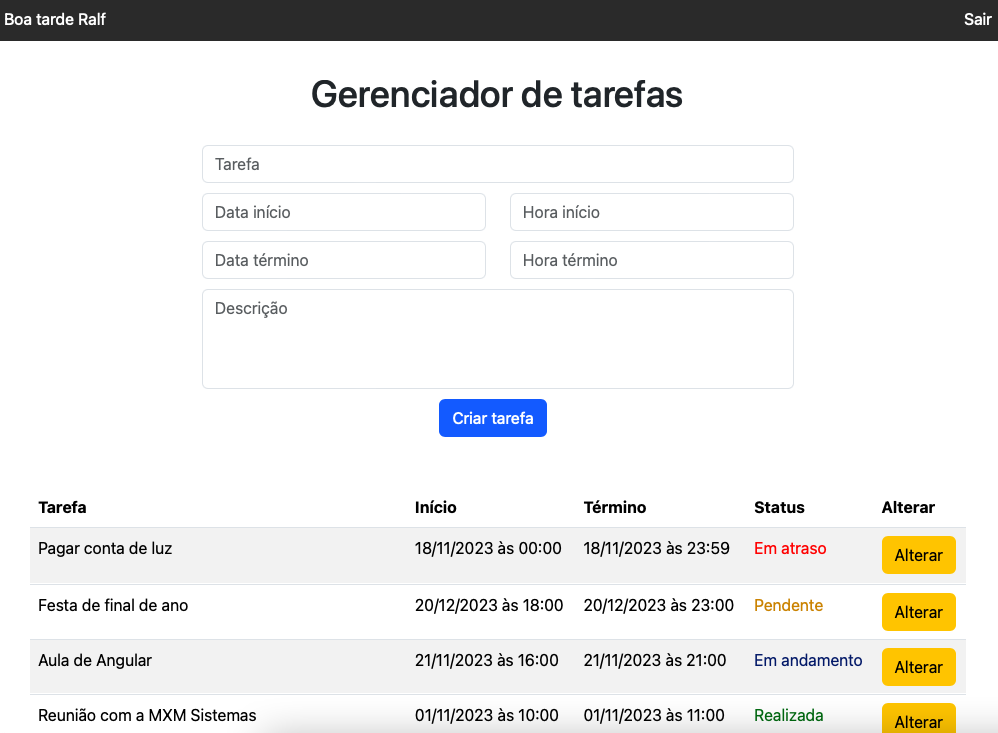 Boa tarde Ralf Sair
Gerenciador de tarefas
Tarefa
Data início Hora início
Data término Hora término
Descrição
Criar tarefa
Tarefa Início Término Status Alterar
Pagar conta de luz 18/11/2023 às 00:00 18/11/2023 às 23:59 Em atraso Alterar
Festa de final de ano 20/12/2023 às 18:00 20/12/2023 às 23:00 Pendente Alterar
Aula de Angular 21/11/2023 às 16:00 21/11/2023 às 21:00 Em andamento Alterar
Reunião com a MXM Sistemas 01/11/2023 às 10:00 01/11/2023 às 11:00 Realizada Alterar